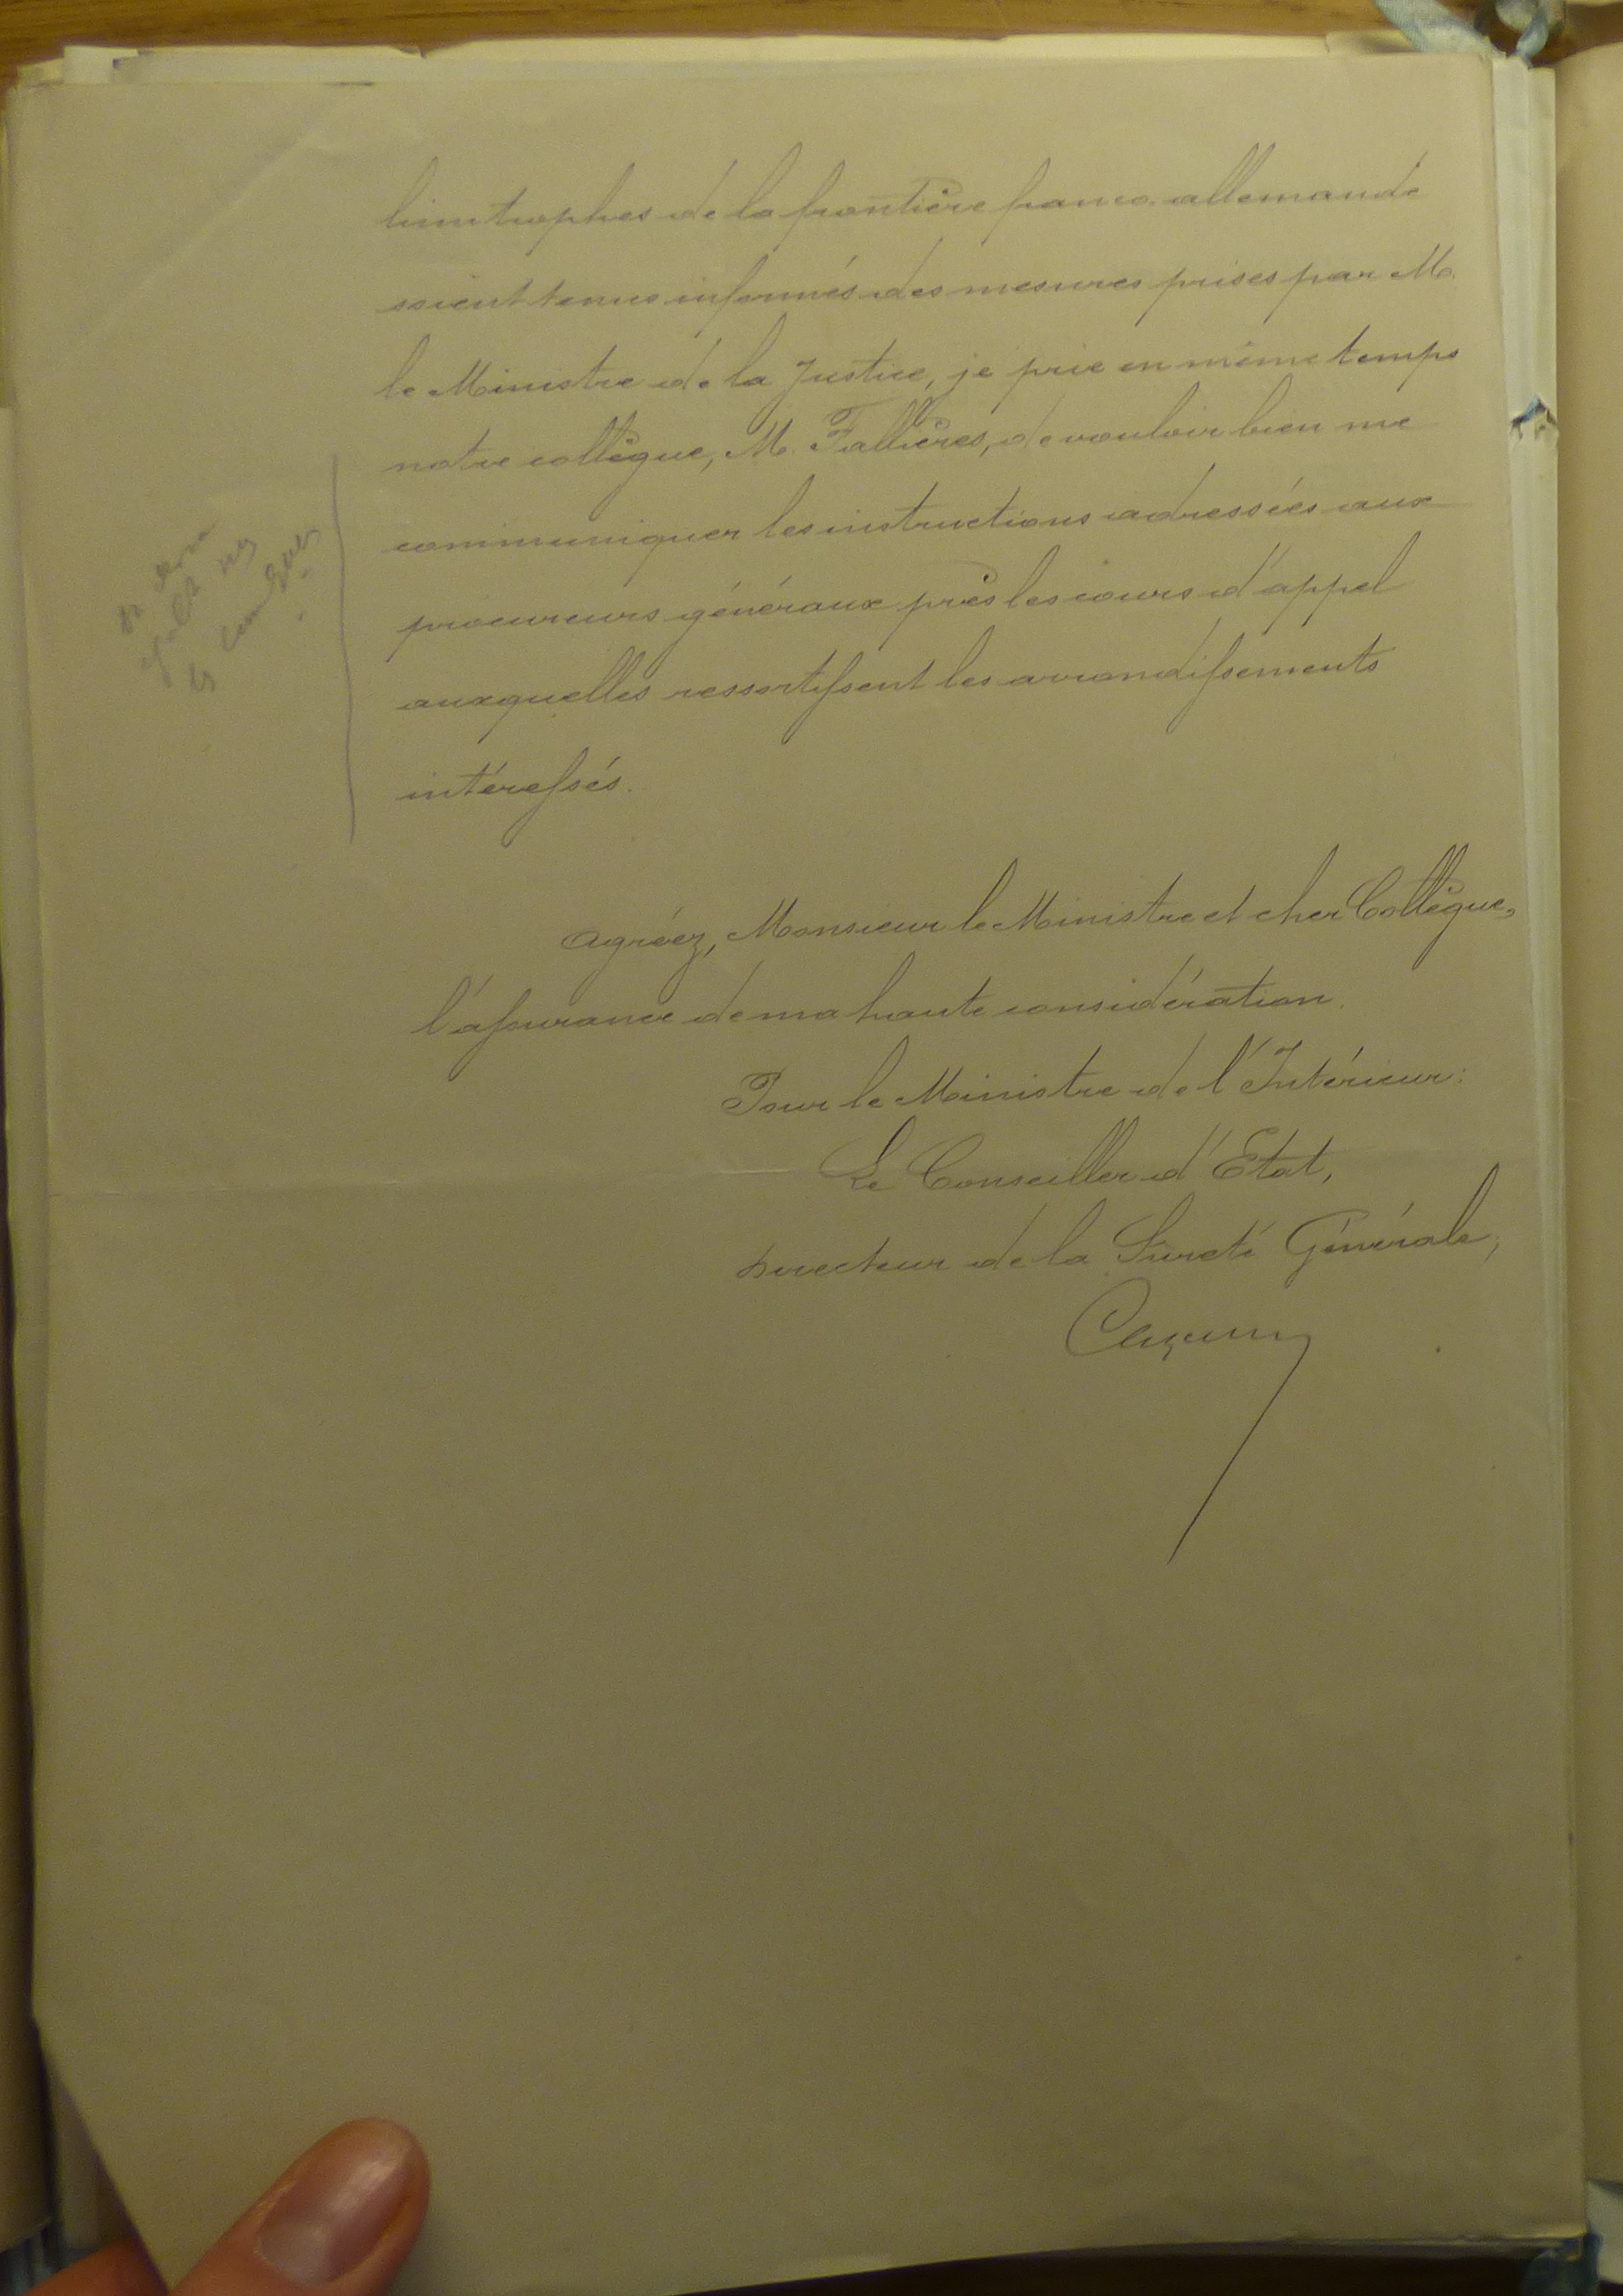 limitrophes de la frontière franco-allemande
soient tenus informés des mesures prises par M.
le Ministre de la Justice, je prie en même temps
notre collègue, M. Fallières, de vouloir bien me
communiquer les instructions adressées aux
procureurs généraux près les cours d'appel
auxquelles ressortissent les arrondissements
intéressés.
Agréez, Monsieur le Ministre et cher Collègue,
l'assurance de ma haute considération.
Pour le Ministre de l'Intérieur:
Le Conseiller d'Etat,
Directeur de la Sureté Générale,